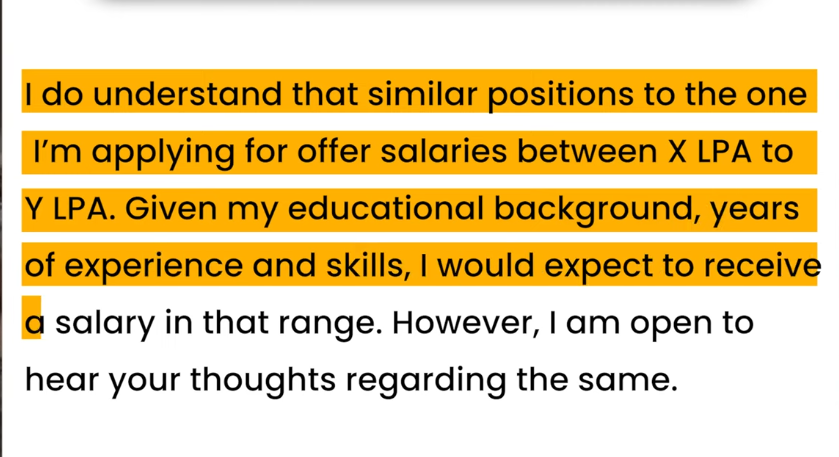 I do understand that similar positions to the one
I'm applying for offer salaries between X LPA to
Y LPA. Given my educational background, years
of experience and skills, I would expect to receive
a salary in that range. However, I am open to
hear your thoughts regarding the same.